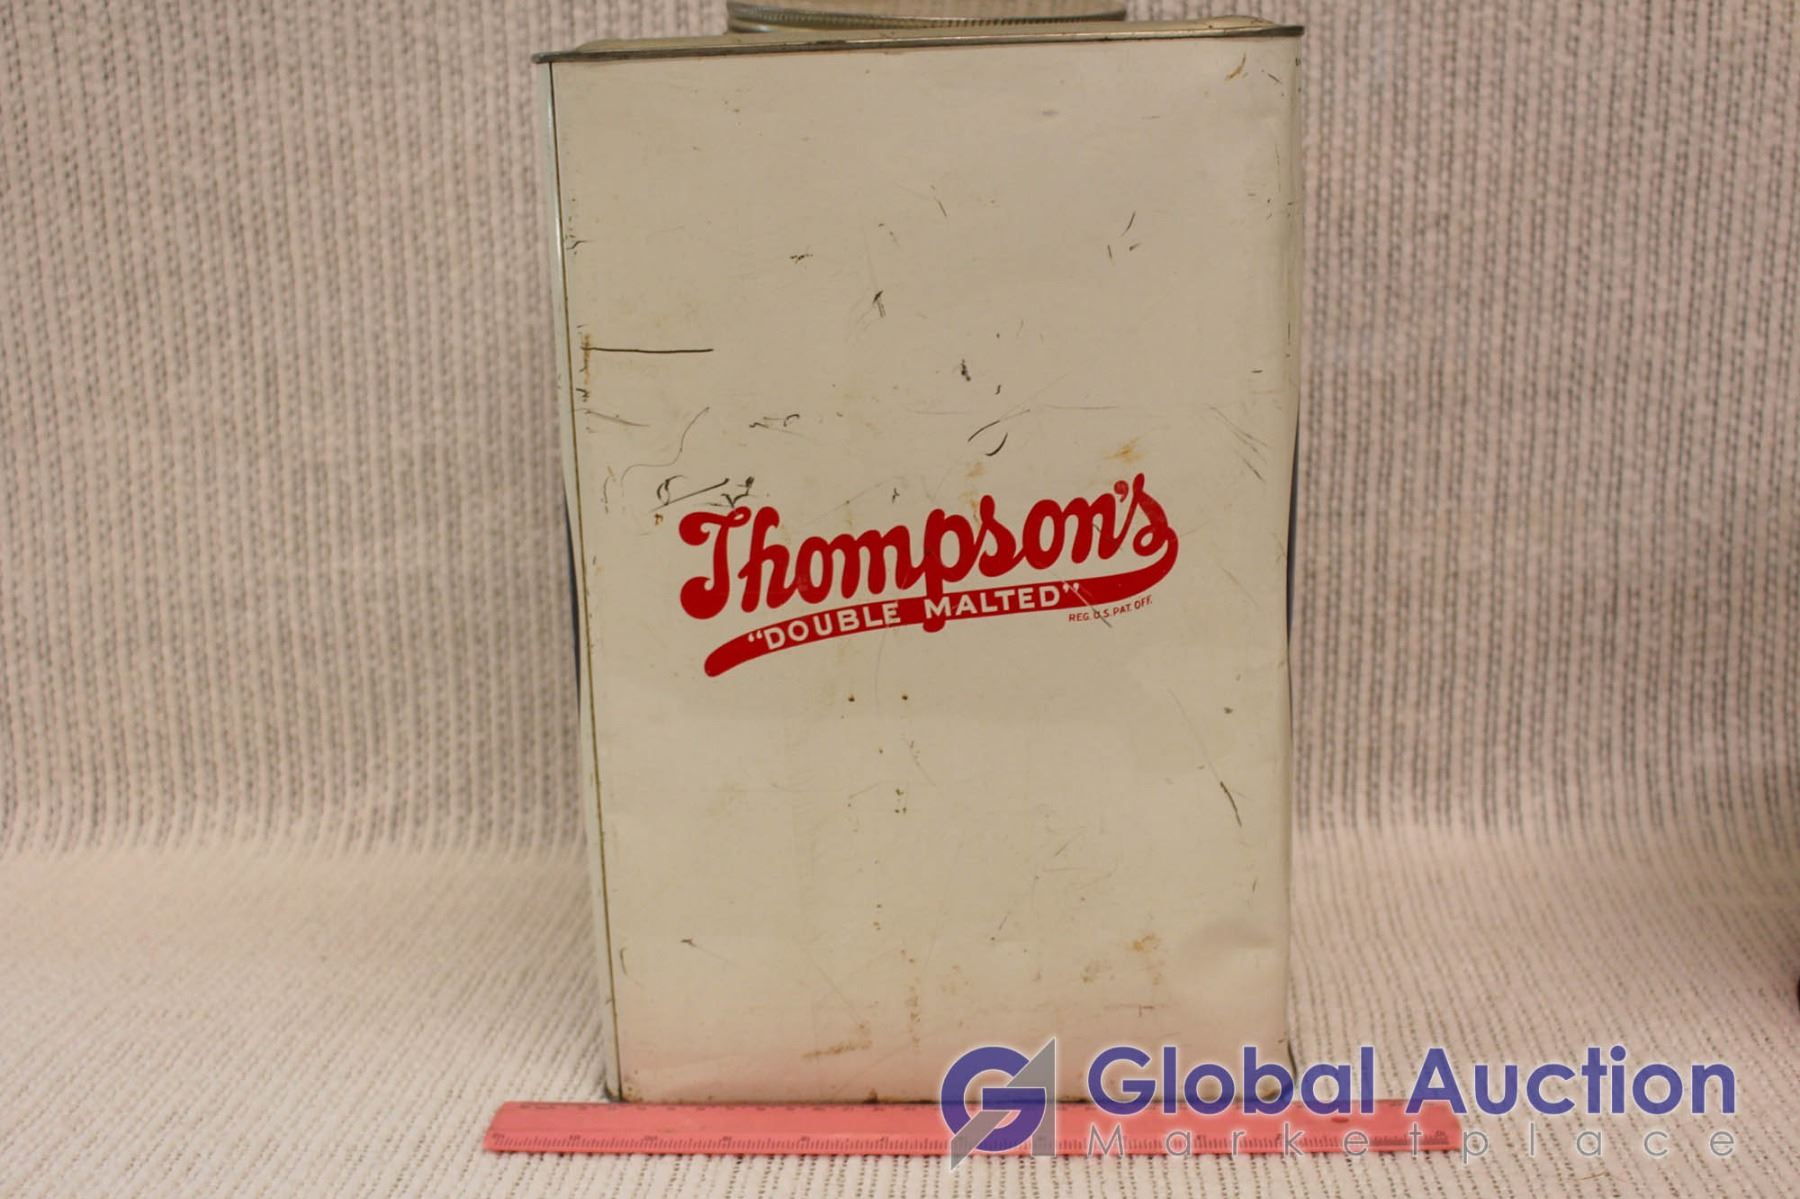 Thompson's
"DOUBLE MALTED"
REG. U.S. PAT. OFF.
Global Auction
Marketplace